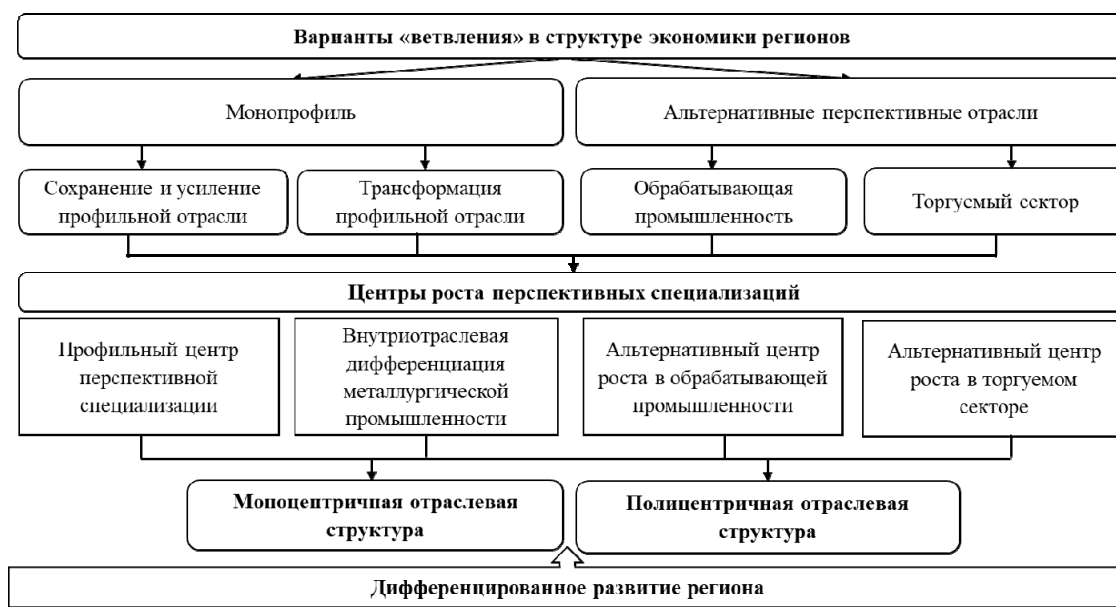 Варианты «ветвления» в структуре экономики регионов
Монопрофиль
Альтернативные перспективные отрасли
Сохранение и усиление
профильной отрасли
Трансформация
профильной отрасли
Обрабатывающая
промышленность
Торгуемый сектор
Центры роста перспективных специализаций
Профильный центр
перспективной
специализации
Внутриотраслевая
дифференциация
металлургической
промышленности
Альтернативный центр
роста в обрабатывающей
промышленности
Альтернативный центр
роста в торгуемом
секторе
Моноцентричная отраслевая
структура
Полицентричная отраслевая
структура
Дифференцированное развитие региона